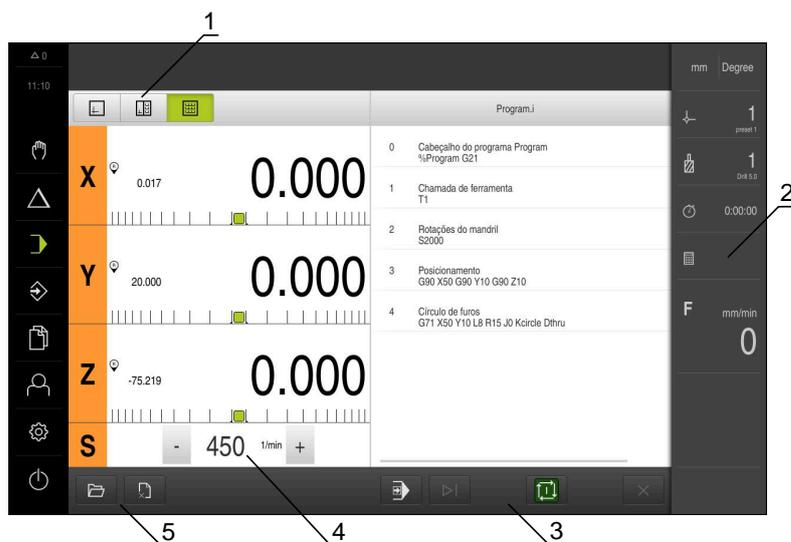 1
0
11:10
mm Degree
Program.i
1
preset 1
X R 0.017 0.000
0 Cabeçalho do programa Program
%Program G21
1 Chamada de ferramenta
T1
1
Drill 5.0
2
0:00:00
2 Rotações do mandril
S2000
Y R 20.000 0.000
3 Posicionamento
G90 X50 G90 Y10 G90 Z10
4 Círculo de furos
G71 X50 Y10 L8 R15 J0 Kcircle Dthru
F mm/min
0
Z R -75.219 0.000
S - 450 1/min +
5
4
3